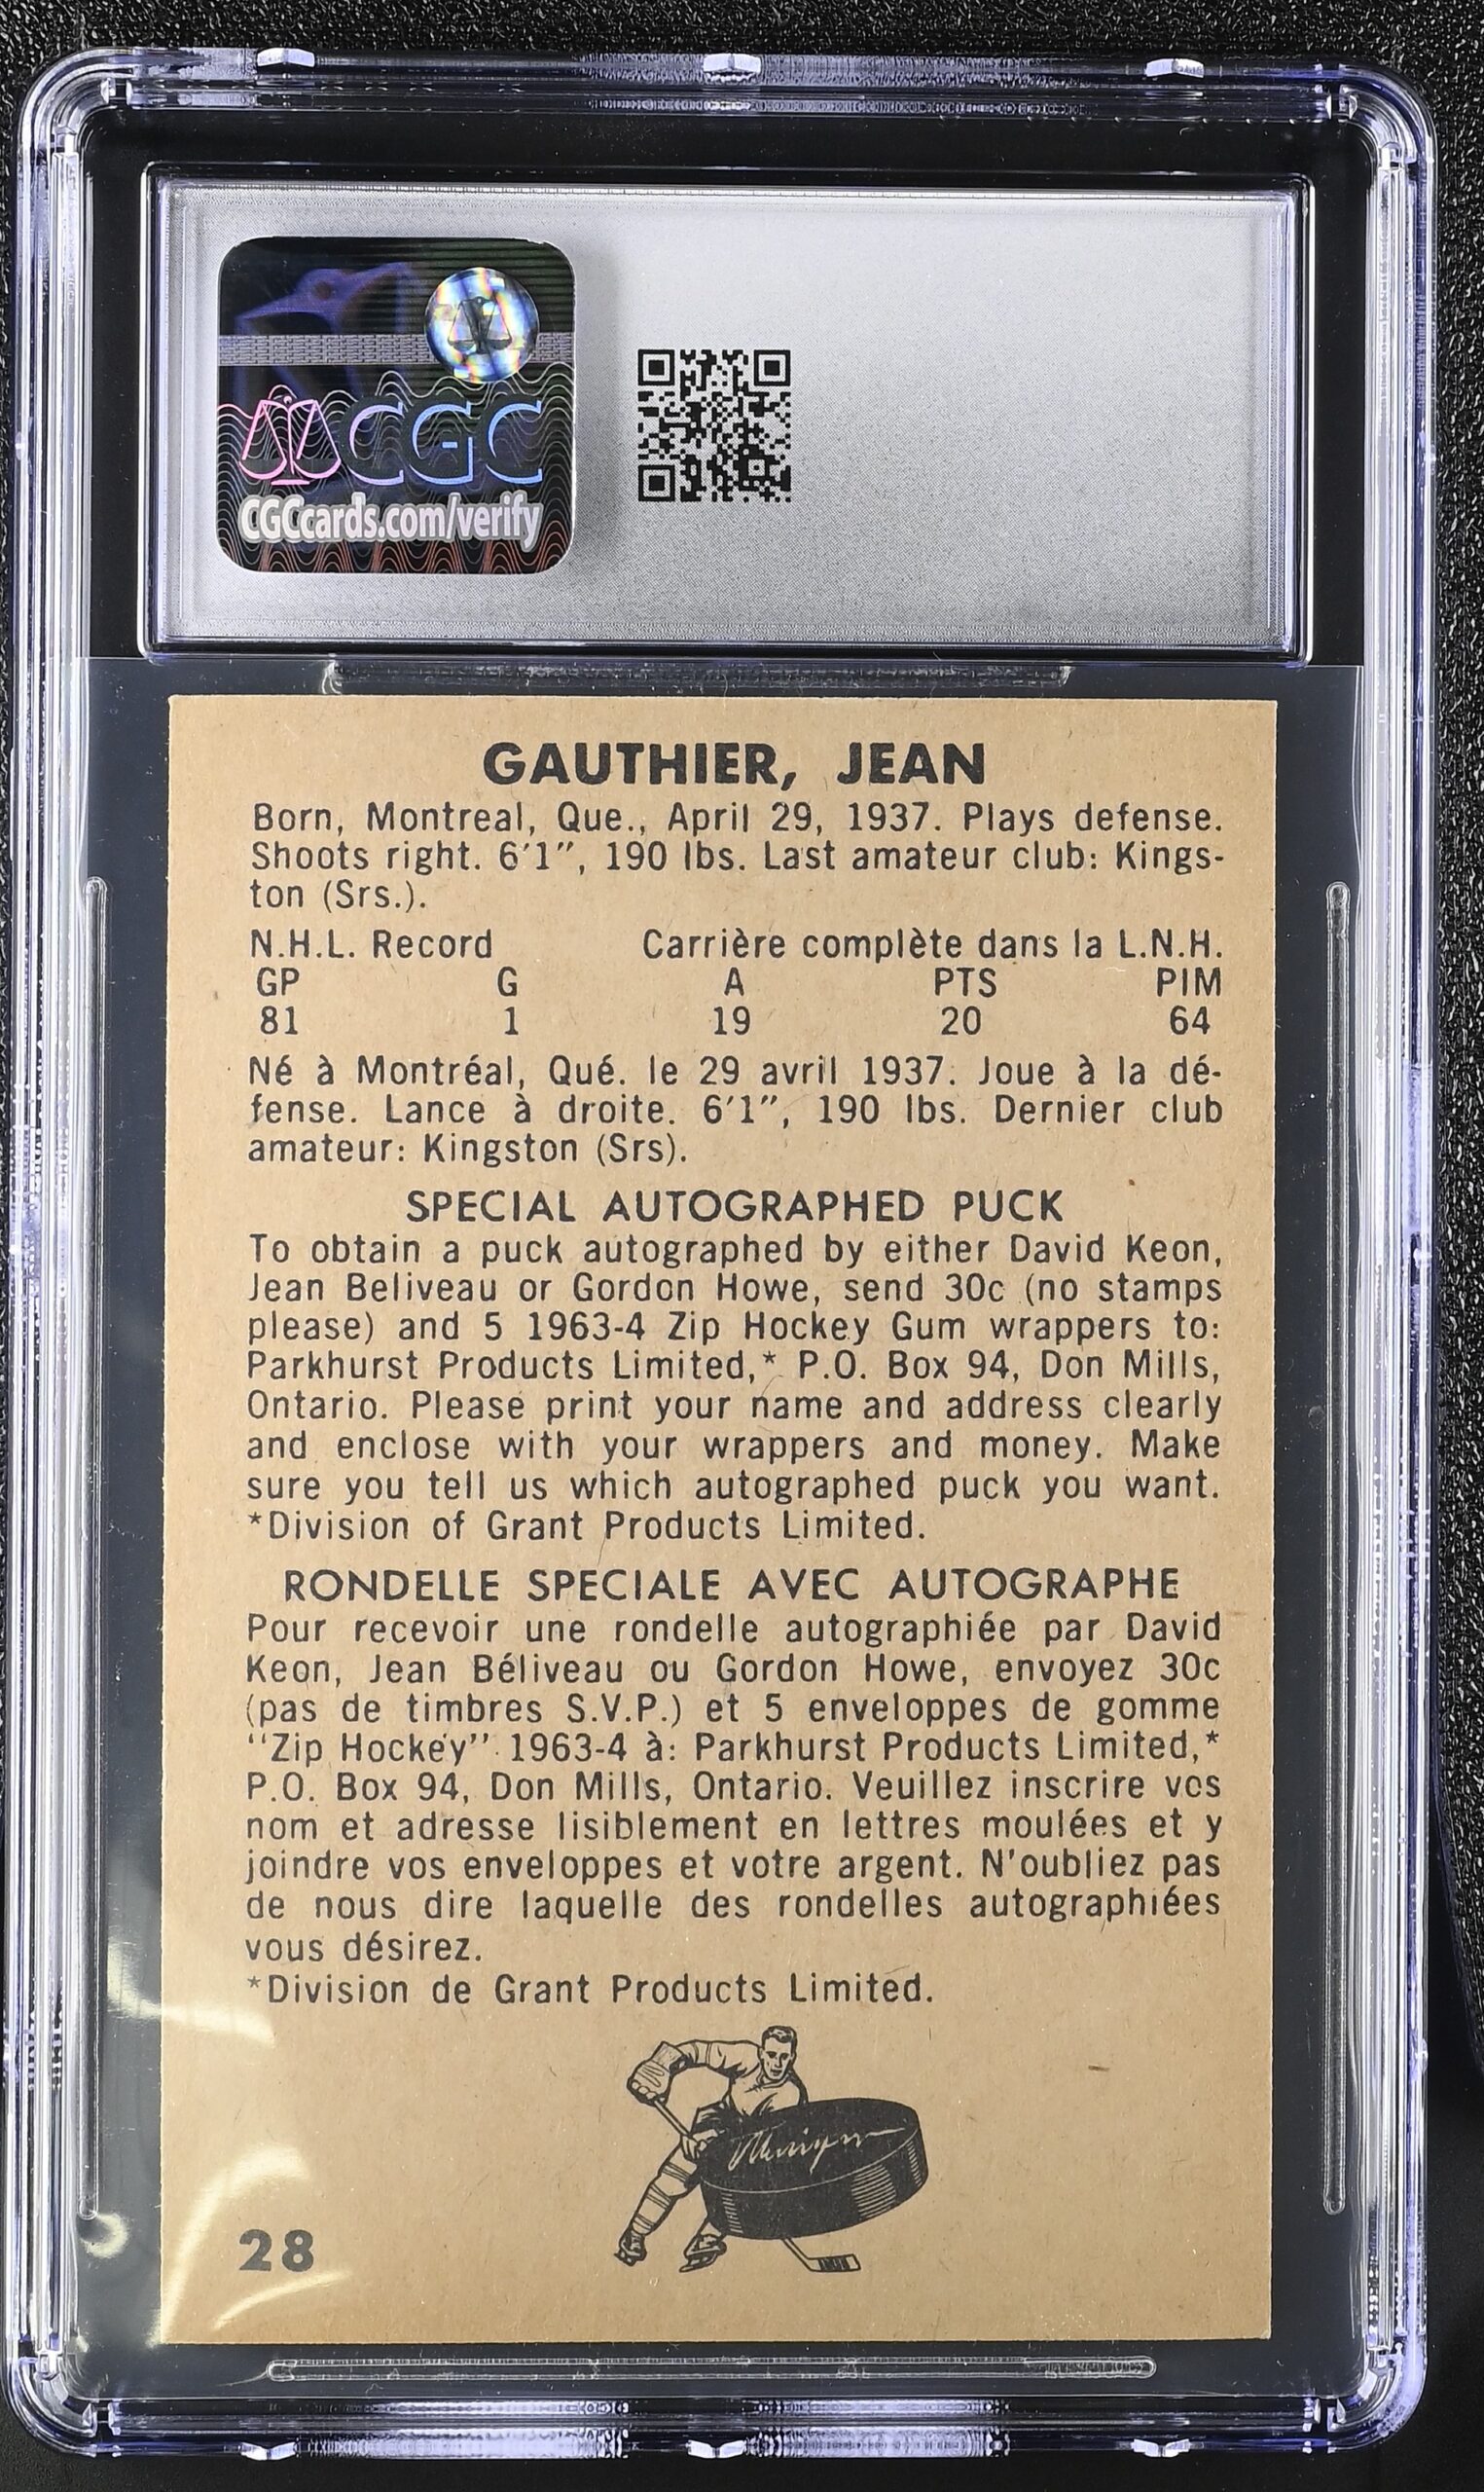 CGC
CGCcards.com/verify
GAUTHIER, JEAN
Born, Montreal, Que., April 29, 1937. Plays defense.
Shoots right. 6'1", 190 lbs. Last amateur club: Kings-
ton (Srs.).
N.H.L. Record Carrière complète dans la L.N.H.
GP G A PTS PIM
81 1 19 20 64
Né à Montréal, Qué. le 29 avril 1937. Joue à la dé-
fense. Lance à droite. 6'1", 190 lbs. Dernier club
amateur: Kingston (Srs).
SPECIAL AUTOGRAPHED PUCK
To obtain a puck autographed by either David Keon,
Jean Beliveau or Gordon Howe, send 30c (no stamps
please) and 5 1963-4 Zip Hockey Gum wrappers to:
Parkhurst Products Limited,* P.O. Box 94, Don Mills,
Ontario. Please print your name and address clearly
and enclose with your wrappers and money. Make
sure you tell us which autographed puck you want.
*Division of Grant Products Limited.
RONDELLE SPECIALE AVEC AUTOGRAPHE
Pour recevoir une rondelle autographiée par David
Keon, Jean Béliveau ou Gordon Howe, envoyez 30c
(pas de timbres S.V.P.) et 5 enveloppes de gomme
"Zip Hockey" 1963-4 à: Parkhurst Products Limited,*
P.O. Box 94, Don Mills, Ontario. Veuillez inscrire vos
nom et adresse lisiblement en lettres moulées et y
joindre vos enveloppes et votre argent. N'oubliez pas
de nous dire laquelle des rondelles autographiées
vous désirez.
*Division de Grant Products Limited.
28